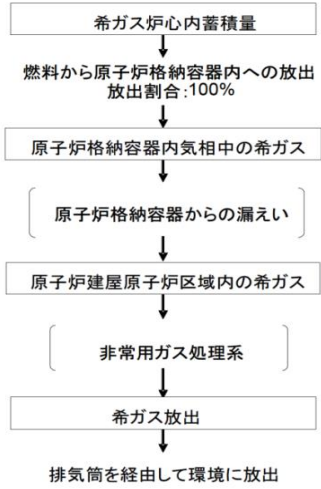 希ガス炉心内蓄積量
燃料から原子炉格納容器内への放出
放出割合:100%
原子炉格納容器内気相中の希ガス
原子炉格納容器からの漏えい
原子炉建屋原子炉区域内の希ガス
非常用ガス処理系
希ガス放出
排気筒を経由して環境に放出